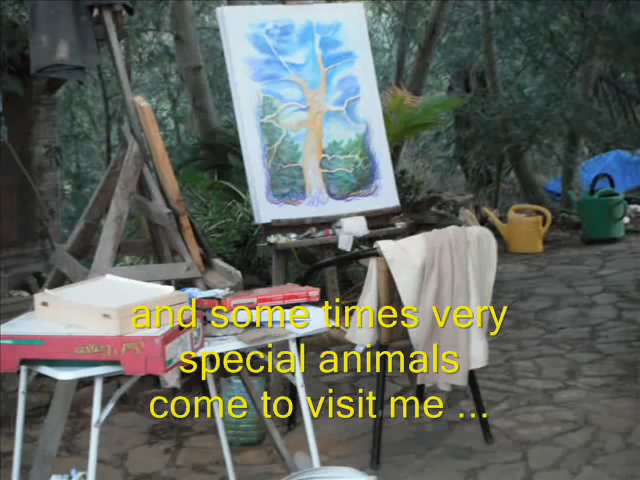 and some times very
special animals
come to visit me ...